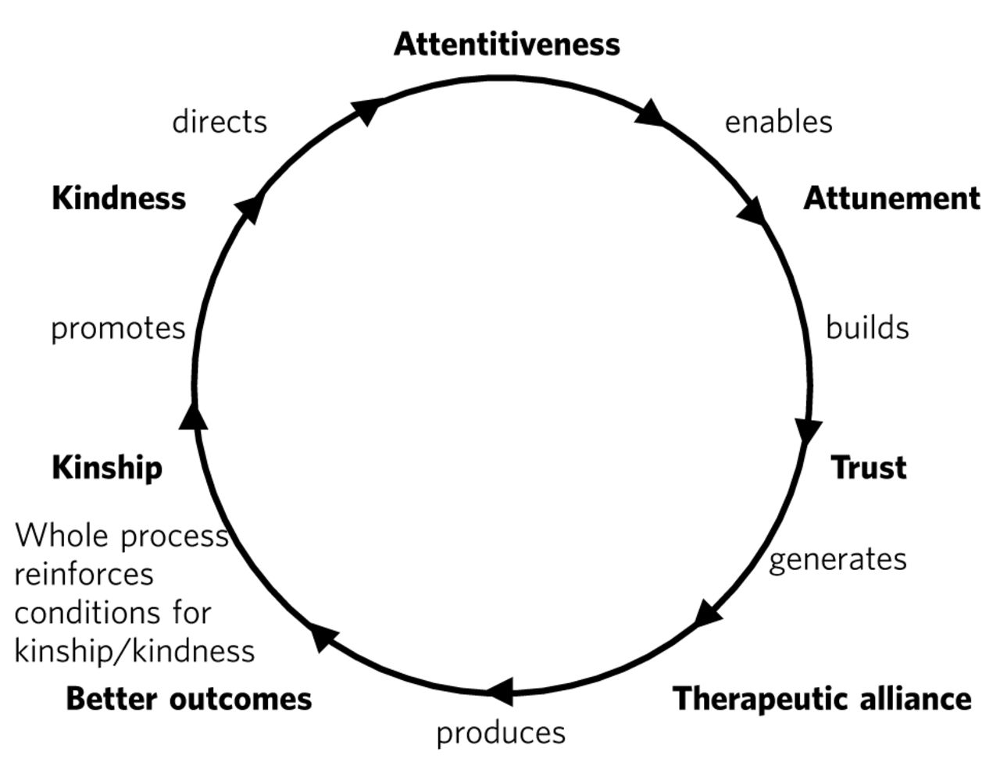 Attentitiveness
directs
enables
Kindness
Attunement
promotes
builds
Kinship
Trust
Whole process
reinforces
conditions for
kinship/kindness
generates
Better outcomes
Therapeutic alliance
produces